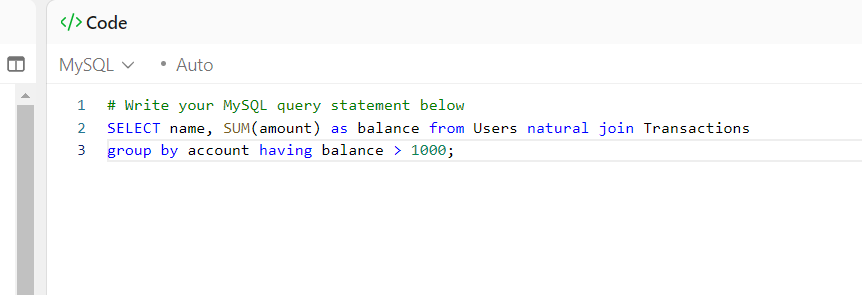 </> Code
MySQL • Auto
1 # Write your MySQL query statement below
2 SELECT name, SUM(amount) as balance from Users natural join Transactions
3 group by account having balance > 1000;